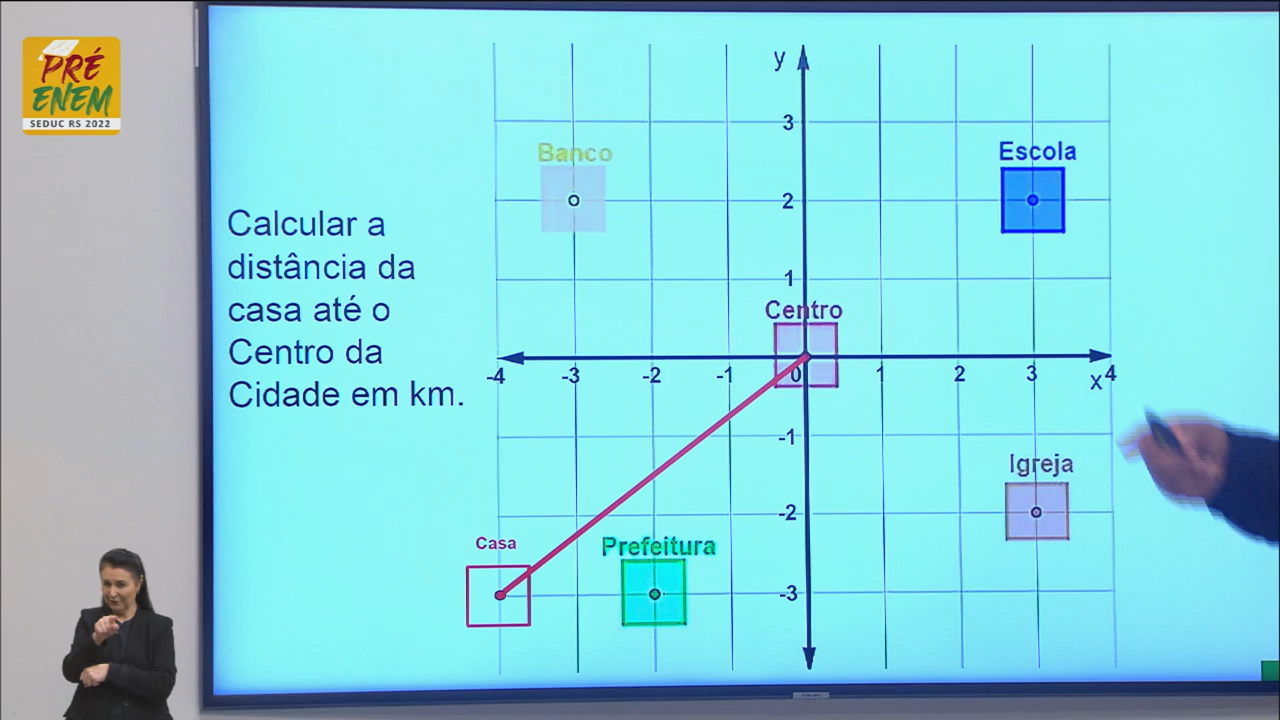 PRÉ
ENEM
SEDUC RS 2022
Calcular a
distância da
casa até o
Centro da
Cidade em km.
y
3
Banco
Escola
2
1
Centro
-4
-3
-2
-1
0
1
2
3
x
4
-1
Igreja
-2
Casa
Prefeitura
-3